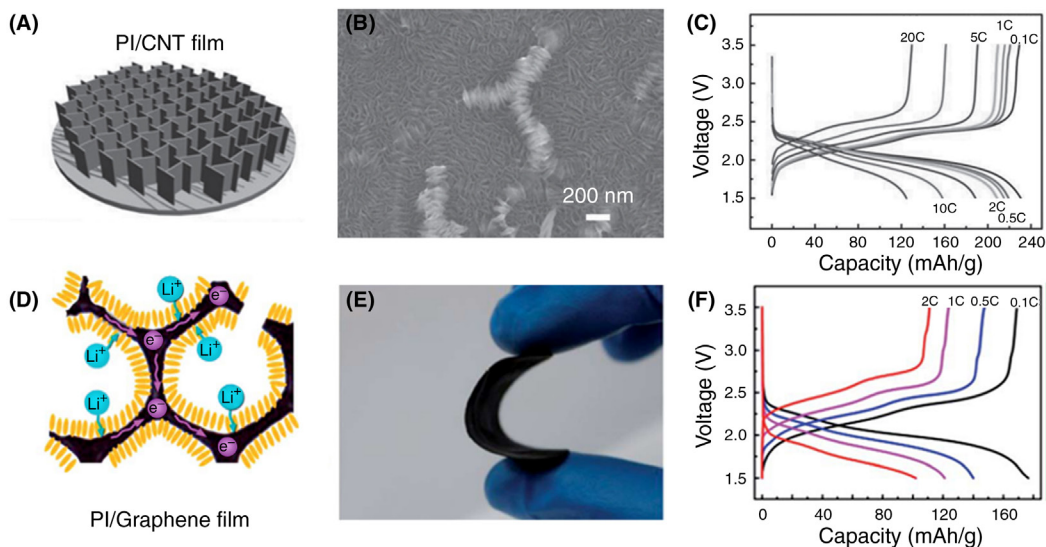 (A)
PI/CNT film
(B)
200 nm
(C)
Voltage (V)
3.5
3.0
2.5
2.0
1.5
20C
5C
1C
0.1C
10C
2C
0.5C
0 40 80 120 160 200 240
Capacity (mAh/g)
(D)
Li+
e−
Li+
e−
Li+
Li+
Li+
e−
e−
PI/Graphene film
(E)
(F)
Voltage (V)
3.5
3.0
2.5
2.0
1.5
2C 1C 0.5C 0.1C
0 40 80 120 160
Capacity (mAh/g)